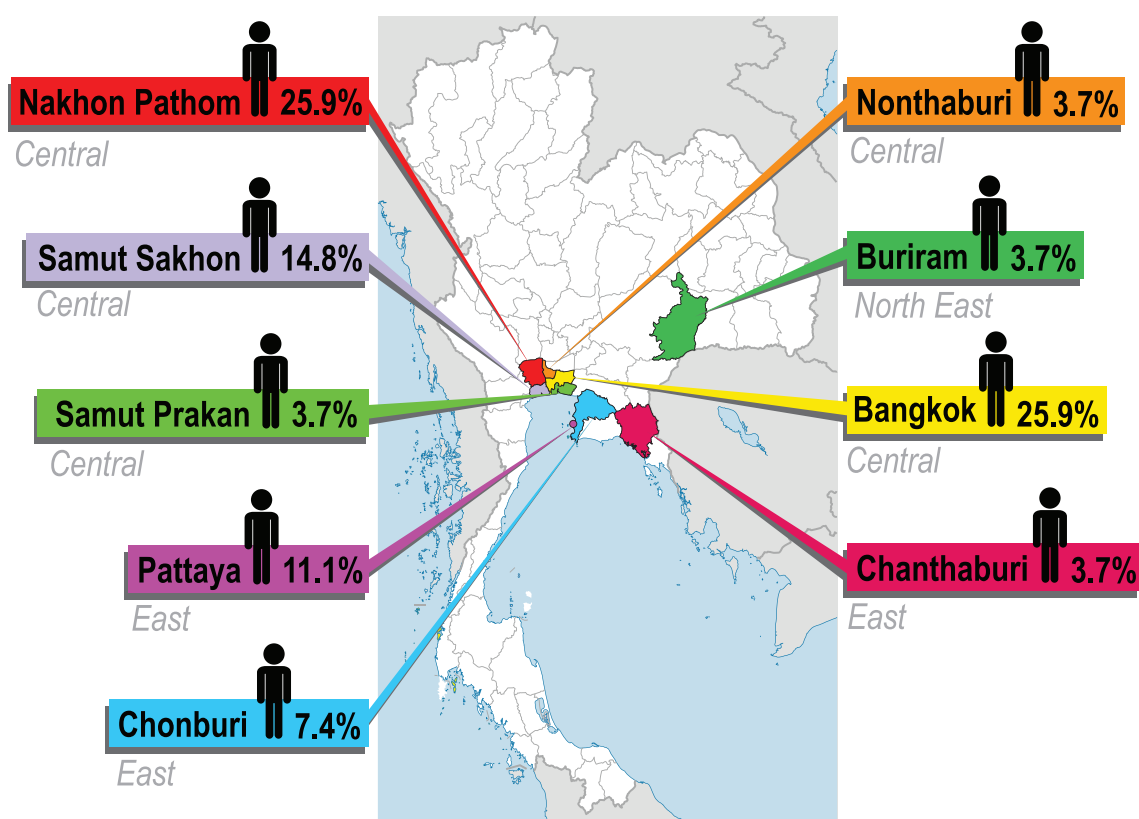 Nakhon Pathom 25.9%
Central
Samut Sakhon 14.8%
Central
Samut Prakan 3.7%
Central
Pattaya 11.1%
East
Chonburi 7.4%
East
Nonthaburi 3.7%
Central
Buriram 3.7%
North East
Bangkok 25.9%
Central
Chanthaburi 3.7%
East